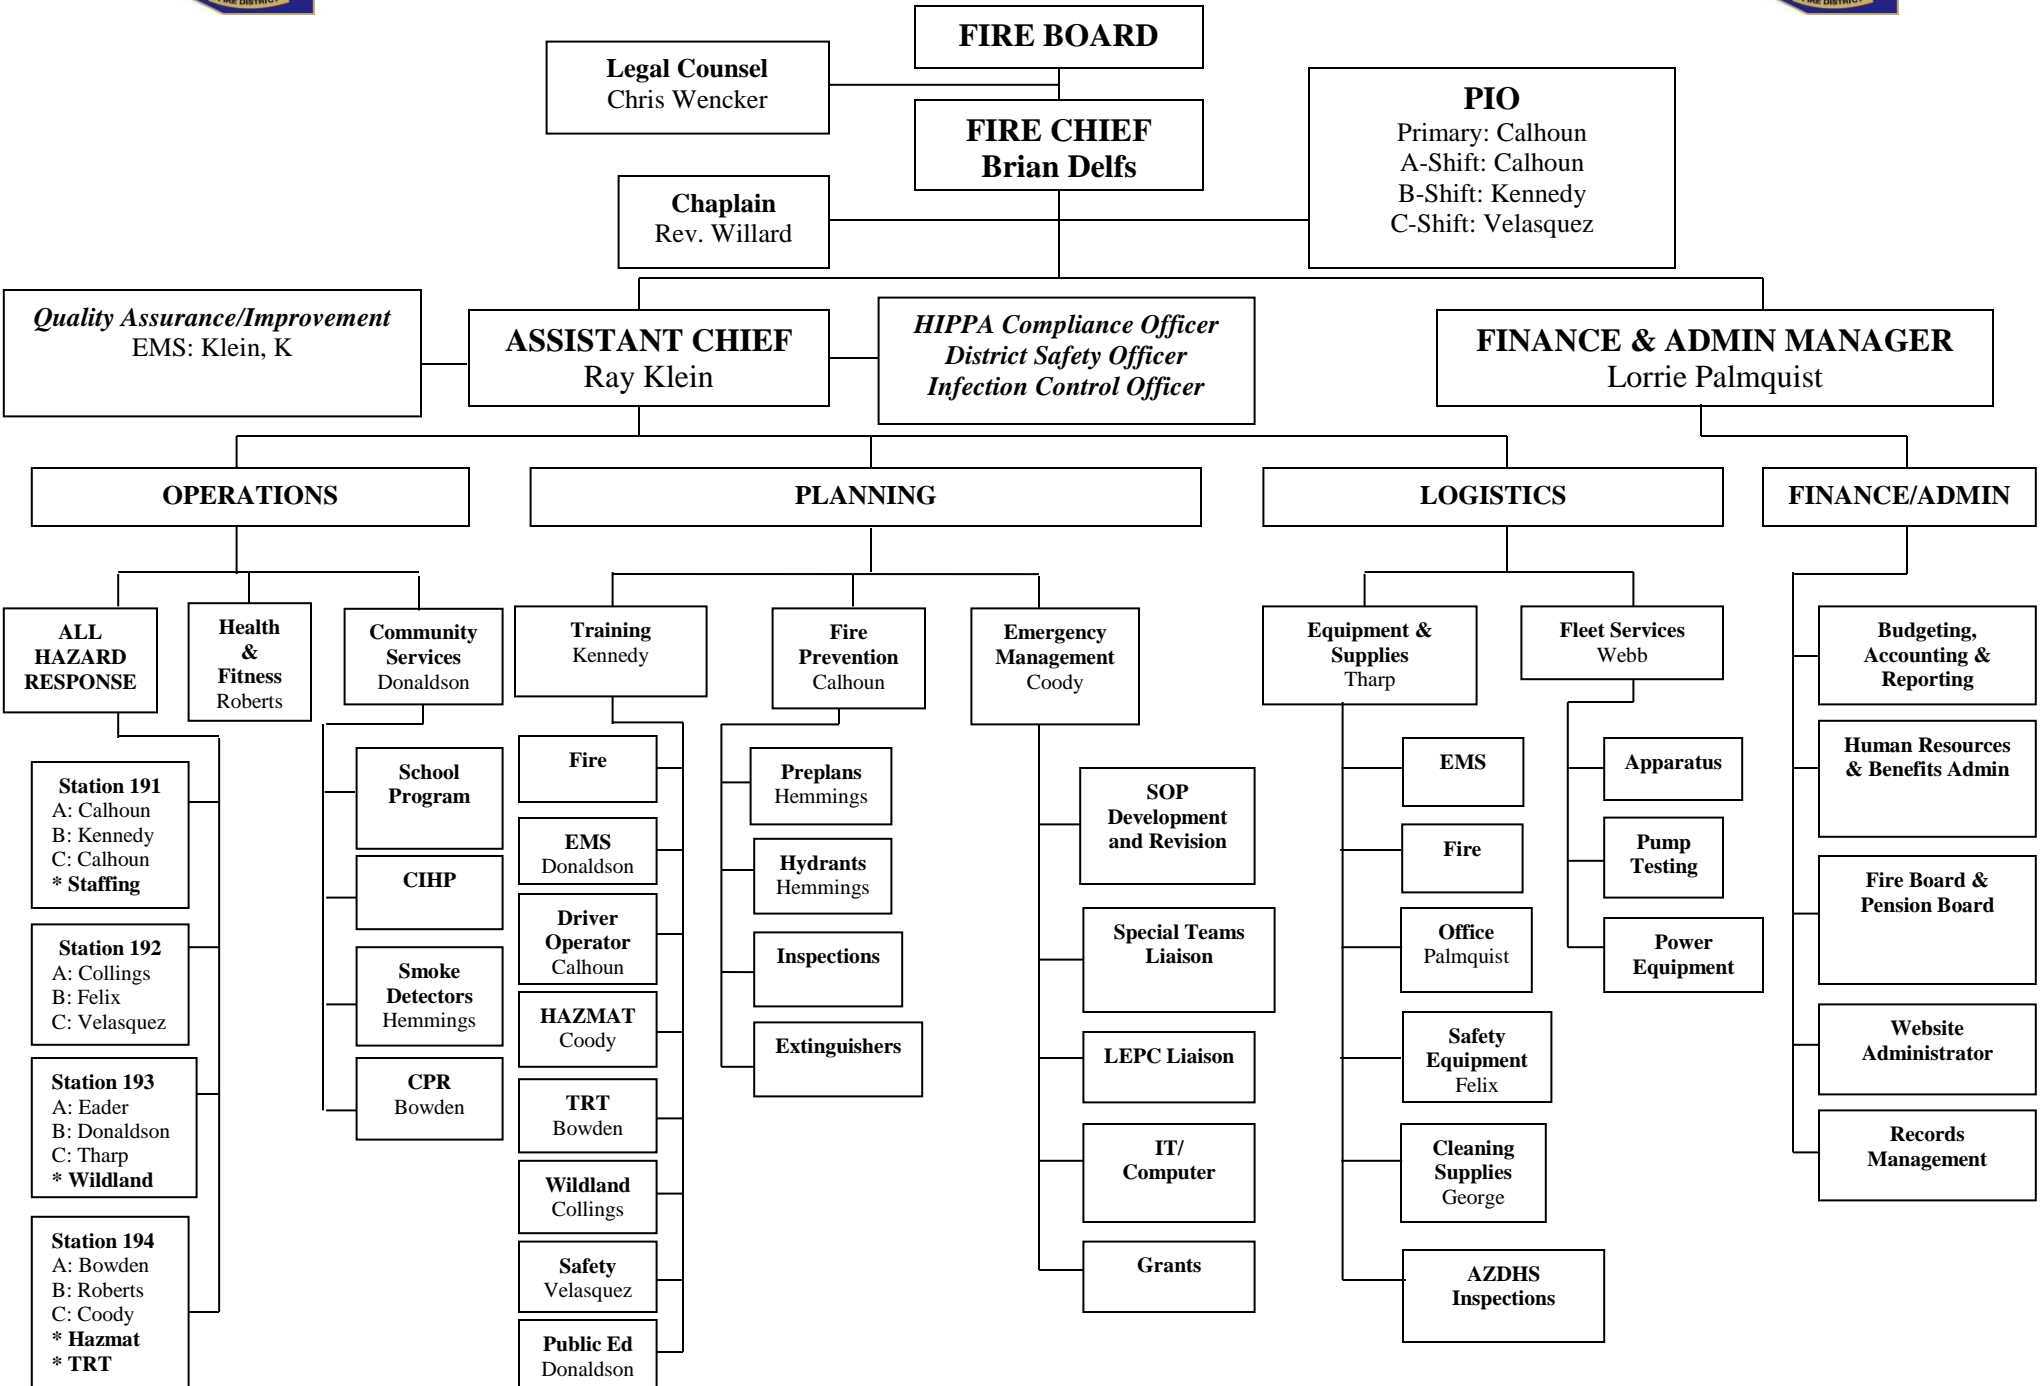 FIRE DISTRICT
FIRE DISTRICT
FIRE BOARD
Legal Counsel
Chris Wencker
FIRE CHIEF
Brian Delfs
PIO
Primary: Calhoun
A-Shift: Calhoun
B-Shift: Kennedy
C-Shift: Velasquez
Chaplain
Rev. Willard
Quality Assurance/Improvement
EMS: Klein, K
ASSISTANT CHIEF
Ray Klein
HIPPA Compliance Officer
District Safety Officer
Infection Control Officer
FINANCE & ADMIN MANAGER
Lorrie Palmquist
OPERATIONS
PLANNING
LOGISTICS
FINANCE/ADMIN
ALL
HAZARD
RESPONSE
Health
&
Fitness
Roberts
Community
Services
Donaldson
Training
Kennedy
Fire
Prevention
Calhoun
Emergency
Management
Coody
Equipment &
Supplies
Tharp
Fleet Services
Webb
Budgeting,
Accounting &
Reporting
Station 191
A: Calhoun
B: Kennedy
C: Calhoun
* Staffing
Station 192
A: Collings
B: Felix
C: Velasquez
Station 193
A: Eader
B: Donaldson
C: Tharp
* Wildland
Station 194
A: Bowden
B: Roberts
C: Coody
* Hazmat
* TRT
School
Program
CIHP
Smoke
Detectors
Hemmings
CPR
Bowden
Fire
EMS
Donaldson
Driver
Operator
Calhoun
HAZMAT
Coody
TRT
Bowden
Wildland
Collings
Safety
Velasquez
Public Ed
Donaldson
Preplans
Hemmings
Hydrants
Hemmings
Inspections
Extinguishers
SOP
Development
and Revision
Special Teams
Liaison
LEPC Liaison
IT/
Computer
Grants
EMS
Fire
Office
Palmquist
Safety
Equipment
Felix
Cleaning
Supplies
George
AZDHS
Inspections
Apparatus
Pump
Testing
Power
Equipment
Human Resources
& Benefits Admin
Fire Board &
Pension Board
Website
Administrator
Records
Management